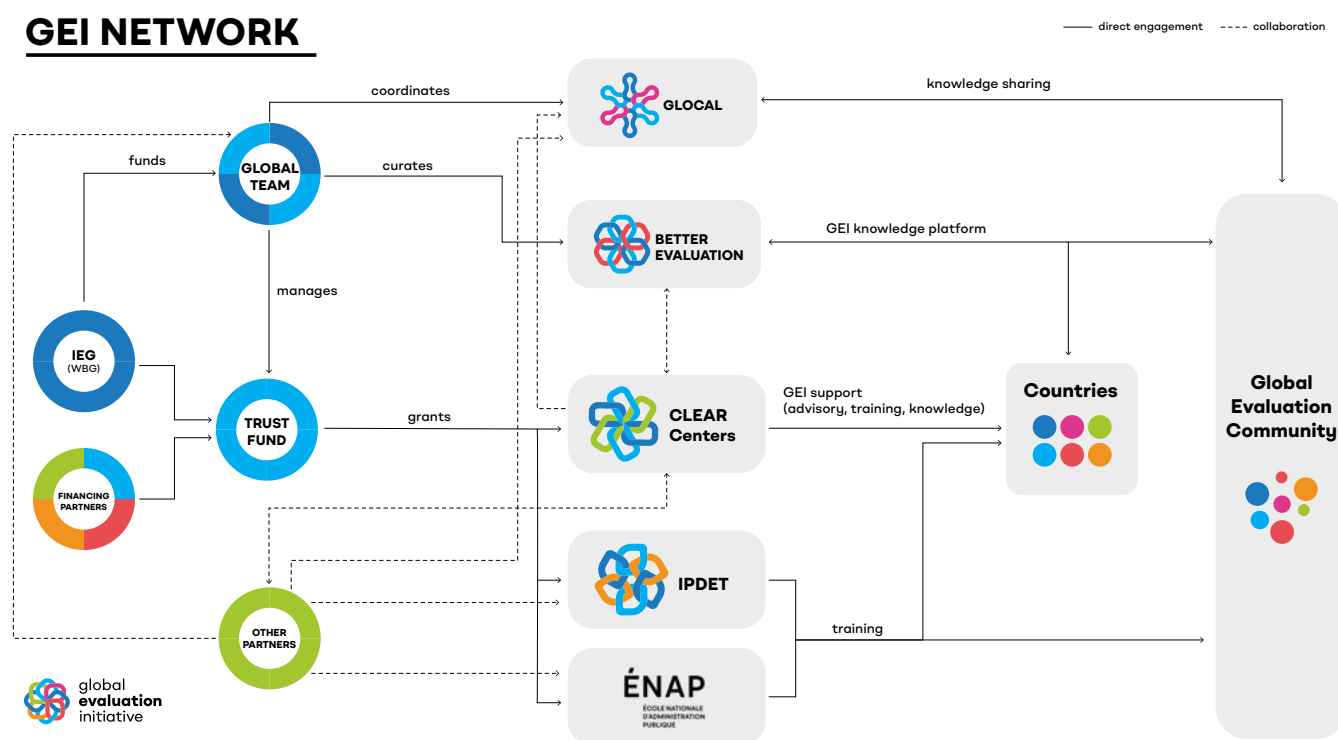 GEI NETWORK
direct engagement
collaboration
coordinates
knowledge sharing
GLOCAL
funds
GLOBAL
TEAM
curates
GEI knowledge platform
BETTER
EVALUATION
manages
IEG
(WBG)
Countries
GEI support
(advisory, training, knowledge)
Global
Evaluation
Community
TRUST
FUND
grants
CLEAR
Centers
FINANCING
PARTNERS
IPDET
OTHER
PARTNERS
training
ÉNAP
ÉCOLE NATIONALE
D'ADMINISTRATION
PUBLIQUE
global
evaluation
initiative